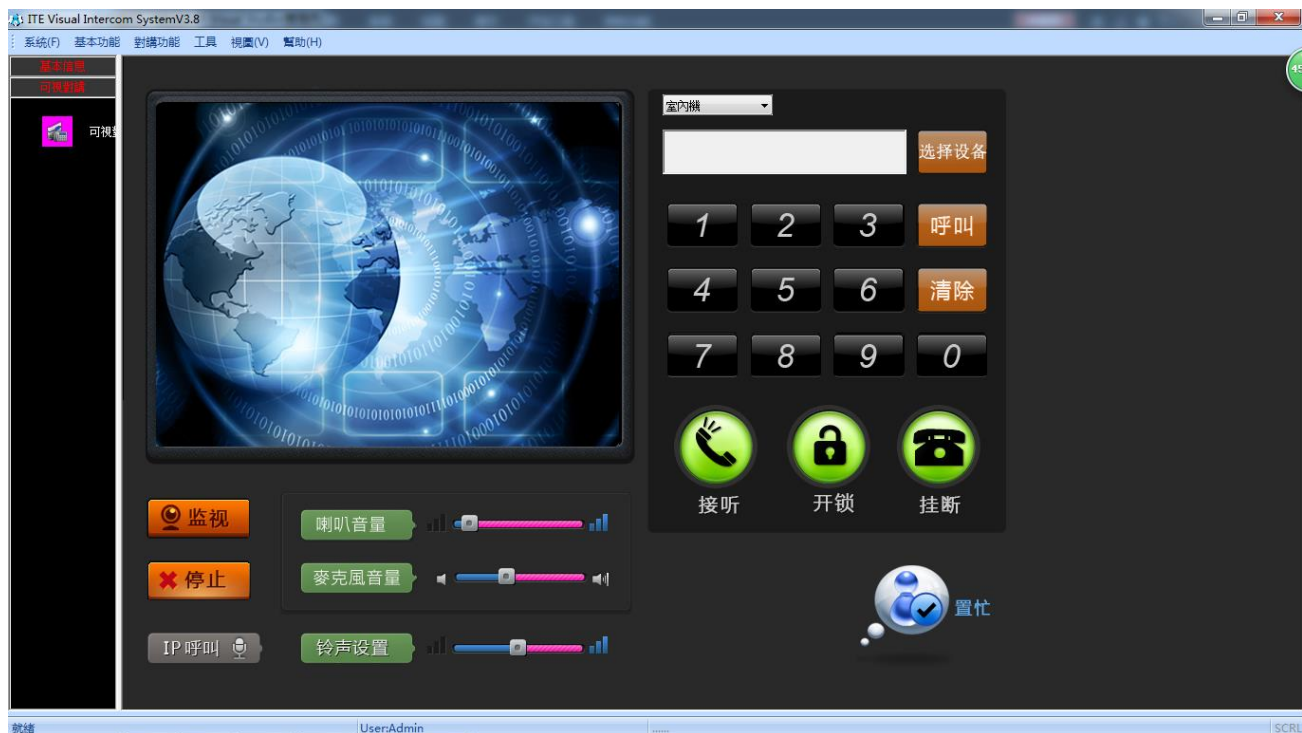 ITE Visual Intercom SystemV3.8
系統(F) 基本功能 對講功能 工具 視圖(V) 幫助(H)
基本信息
可視對講
可視對
室內機
选择设备
1 2 3 呼叫
4 5 6 清除
7 8 9 0
接听 开锁 挂断
监视 喇叭音量
停止 麥克風音量
置忙
IP呼叫 铃声设置
就绪 User:Admin ...... SCRL